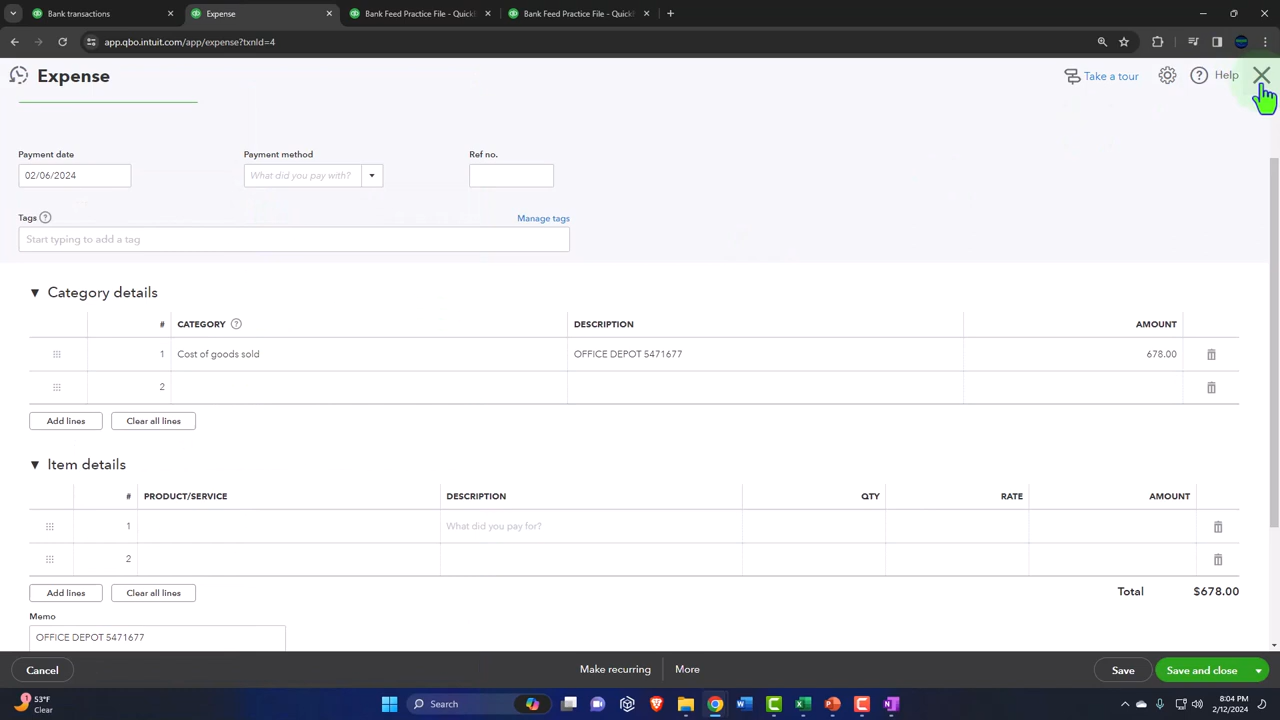 Bank transactions
Expense
Bank Feed Practice File - QuickB
Bank Feed Practice File - QuickB
app.qbo.intuit.com/app/expense?txnId=4
Expense
Take a tour
Help
Payment date
Payment method
Ref no.
02/06/2024
What did you pay with?
Tags
Manage tags
Start typing to add a tag
Category details
# CATEGORY DESCRIPTION AMOUNT
1 Cost of goods sold OFFICE DEPOT 5471677 678.00
2
Add lines
Clear all lines
Item details
# PRODUCT/SERVICE DESCRIPTION QTY RATE AMOUNT
1 What did you pay for?
2
Add lines
Clear all lines
Total $678.00
Memo
OFFICE DEPOT 5471677
Cancel
Make recurring
More
Save
Save and close
1
53°F
Clear
Search
8:04 PM
2/12/2024